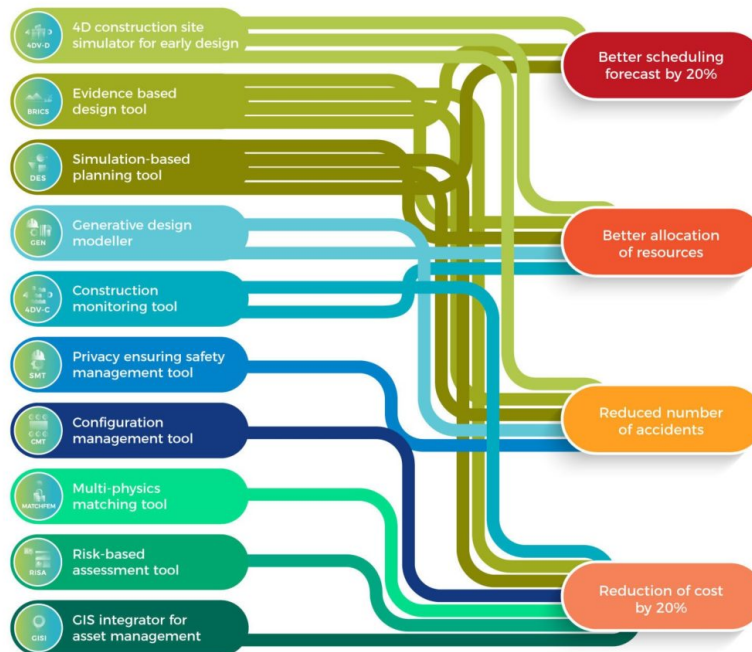 4DV-D
4D construction site
simulator for early design
BRICS
Evidence based
design tool
DES
Simulation-based
planning tool
GEN
Generative design
modeller
4DV-C
Construction
monitoring tool
SMT
Privacy ensuring safety
management tool
CMT
Configuration
management tool
MATCHFEM
Multi-physics
matching tool
RISA
Risk-based
assessment tool
GISI
GIS integrator for
asset management
Better scheduling
forecast by 20%
Better allocation
of resources
Reduced number
of accidents
Reduction of cost
by 20%